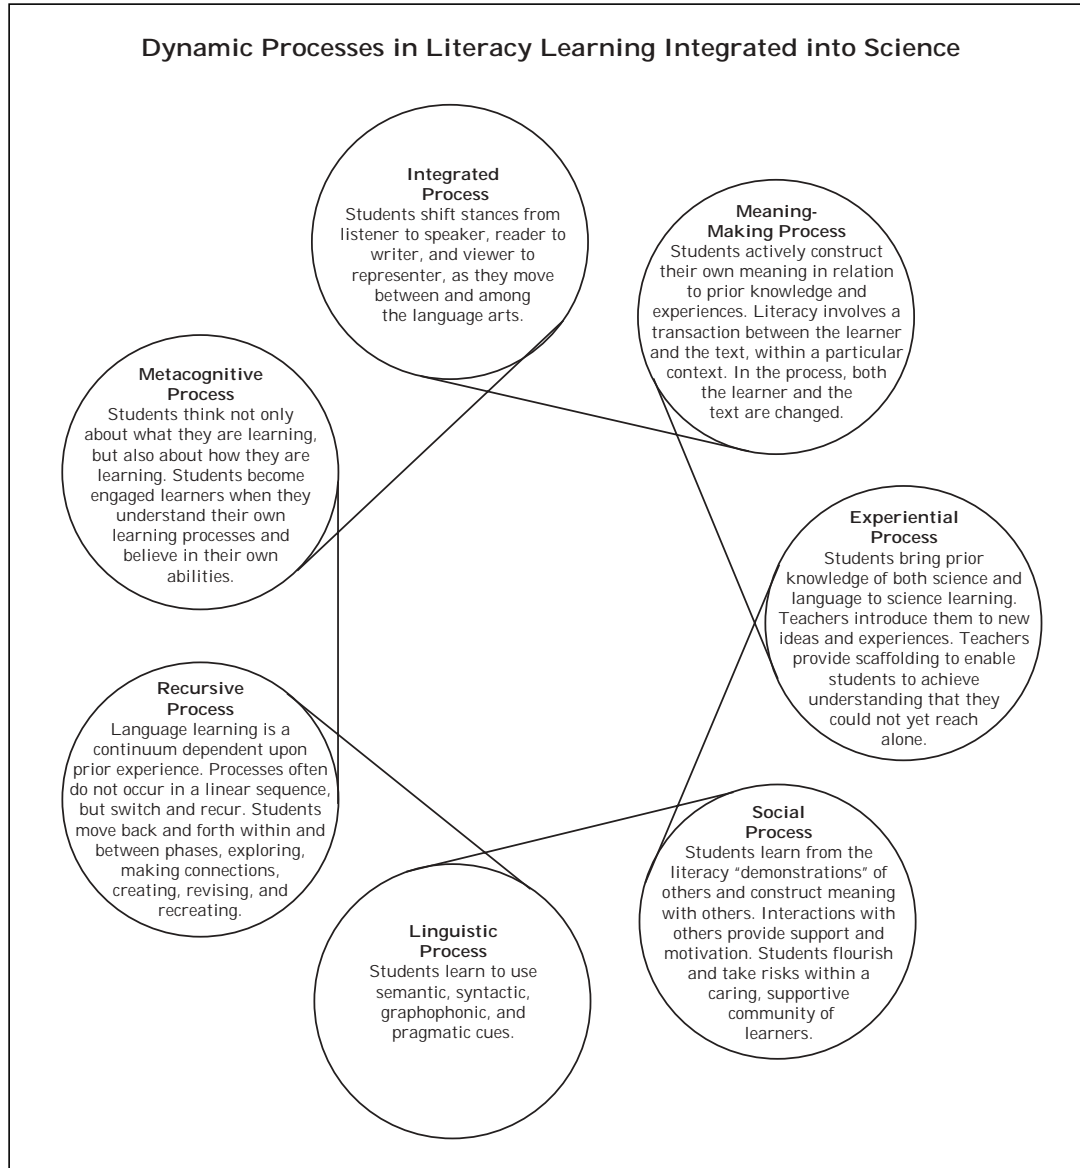 Dynamic Processes in Literacy Learning Integrated into Science
Integrated
Process
Students shift stances from
listener to speaker, reader to
writer, and viewer to
representer, as they move
between and among
the language arts.
Meaning-
Making Process
Students actively construct
their own meaning in relation
to prior knowledge and
experiences. Literacy involves a
transaction between the learner
and the text, within a particular
context. In the process, both
the learner and the
text are changed.
Metacognitive
Process
Students think not only
about what they are learning,
but also about how they are
learning. Students become
engaged learners when they
understand their own
learning processes and
believe in their own
abilities.
Experiential
Process
Students bring prior
knowledge of both science and
language to science learning.
Teachers introduce them to new
ideas and experiences. Teachers
provide scaffolding to enable
students to achieve
understanding that they
could not yet reach
alone.
Recursive
Process
Language learning is a
continuum dependent upon
prior experience. Processes often
do not occur in a linear sequence,
but switch and recur. Students
move back and forth within and
between phases, exploring,
making connections,
creating, revising, and
recreating.
Social
Process
Students learn from the
literacy “demonstrations” of
others and construct meaning
with others. Interactions with
others provide support and
motivation. Students flourish
and take risks within a
caring, supportive
community of
learners.
Linguistic
Process
Students learn to use
semantic, syntactic,
graphophonic, and
pragmatic cues.